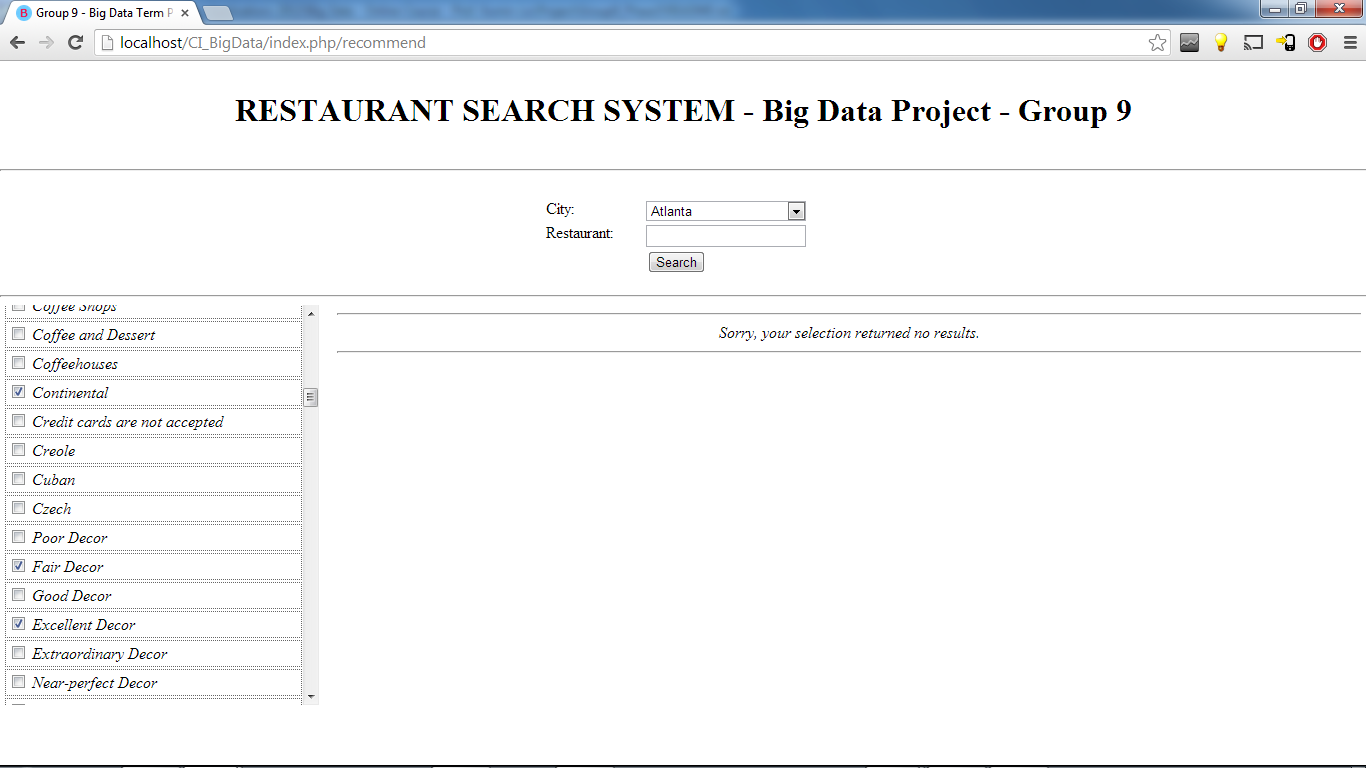 Group 9 - Big Data Term P
localhost/CI_BigData/index.php/recommend
RESTAURANT SEARCH SYSTEM - Big Data Project - Group 9
City: Atlanta
Restaurant:
Search
Coffee Shops
Coffee and Dessert
Coffeehouses
Continental
Credit cards are not accepted
Creole
Cuban
Czech
Poor Decor
Fair Decor
Good Decor
Excellent Decor
Extraordinary Decor
Near-perfect Decor
Sorry, your selection returned no results.